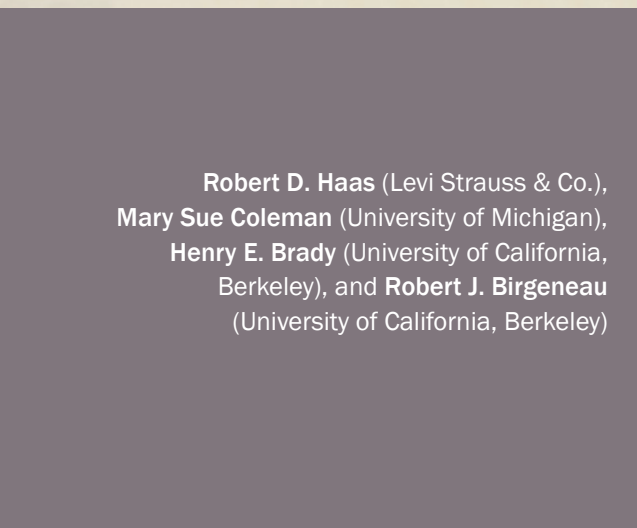 Robert D. Haas (Levi Strauss & Co.),
Mary Sue Coleman (University of Michigan),
Henry E. Brady (University of California,
Berkeley), and Robert J. Birgeneau
(University of California, Berkeley)